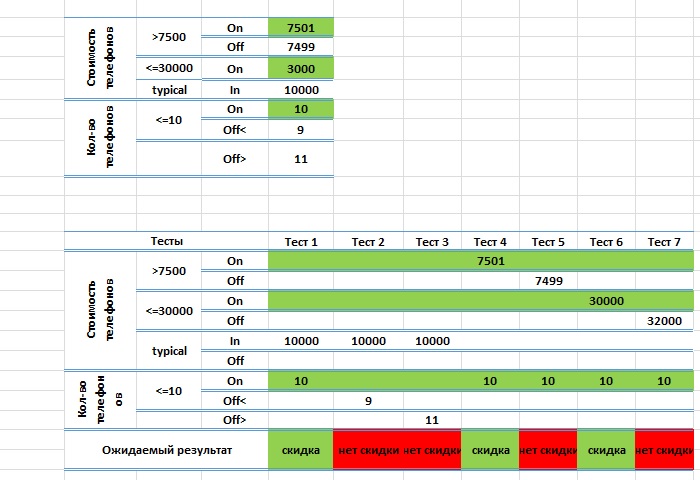 Стоимость телефонов
>7500 On 7501
Off 7499
<=30000 On 3000
typical In 10000
Кол-во телефонов
<=10 On 10
Off< 9
Off> 11
Тесты Тест 1 Тест 2 Тест 3 Тест 4 Тест 5 Тест 6 Тест 7
Стоимость телефонов
>7500 On 7501
Off 7499
<=30000 On 30000
Off 32000
typical In 10000 10000 10000
Off
Кол-во телефон ов
<=10 On 10 10 10 10 10
Off< 9
Off> 11
Ожидаемый результат скидка нет скидки нет скидки скидка нет скидки скидка нет скидки